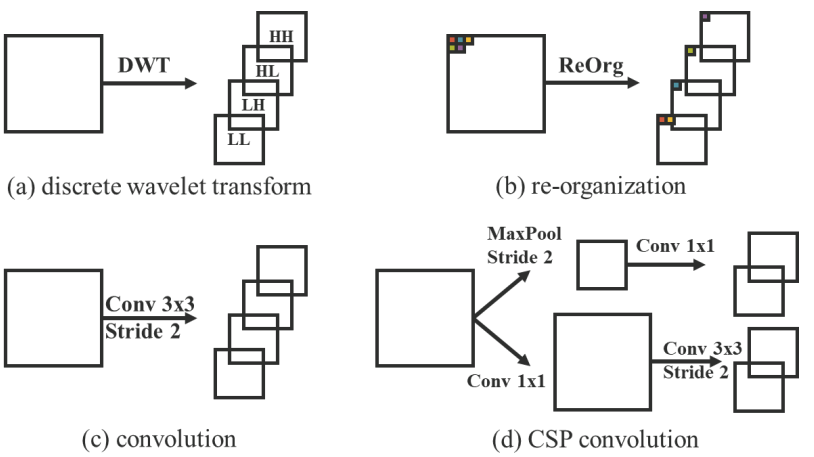 DWT
HH
HL
LH
LL
(a) discrete wavelet transform
ReOrg
(b) re-organization
Conv 3x3
Stride 2
(c) convolution
MaxPool
Stride 2
Conv 1x1
Conv 1x1
Conv 3x3
Stride 2
(d) CSP convolution